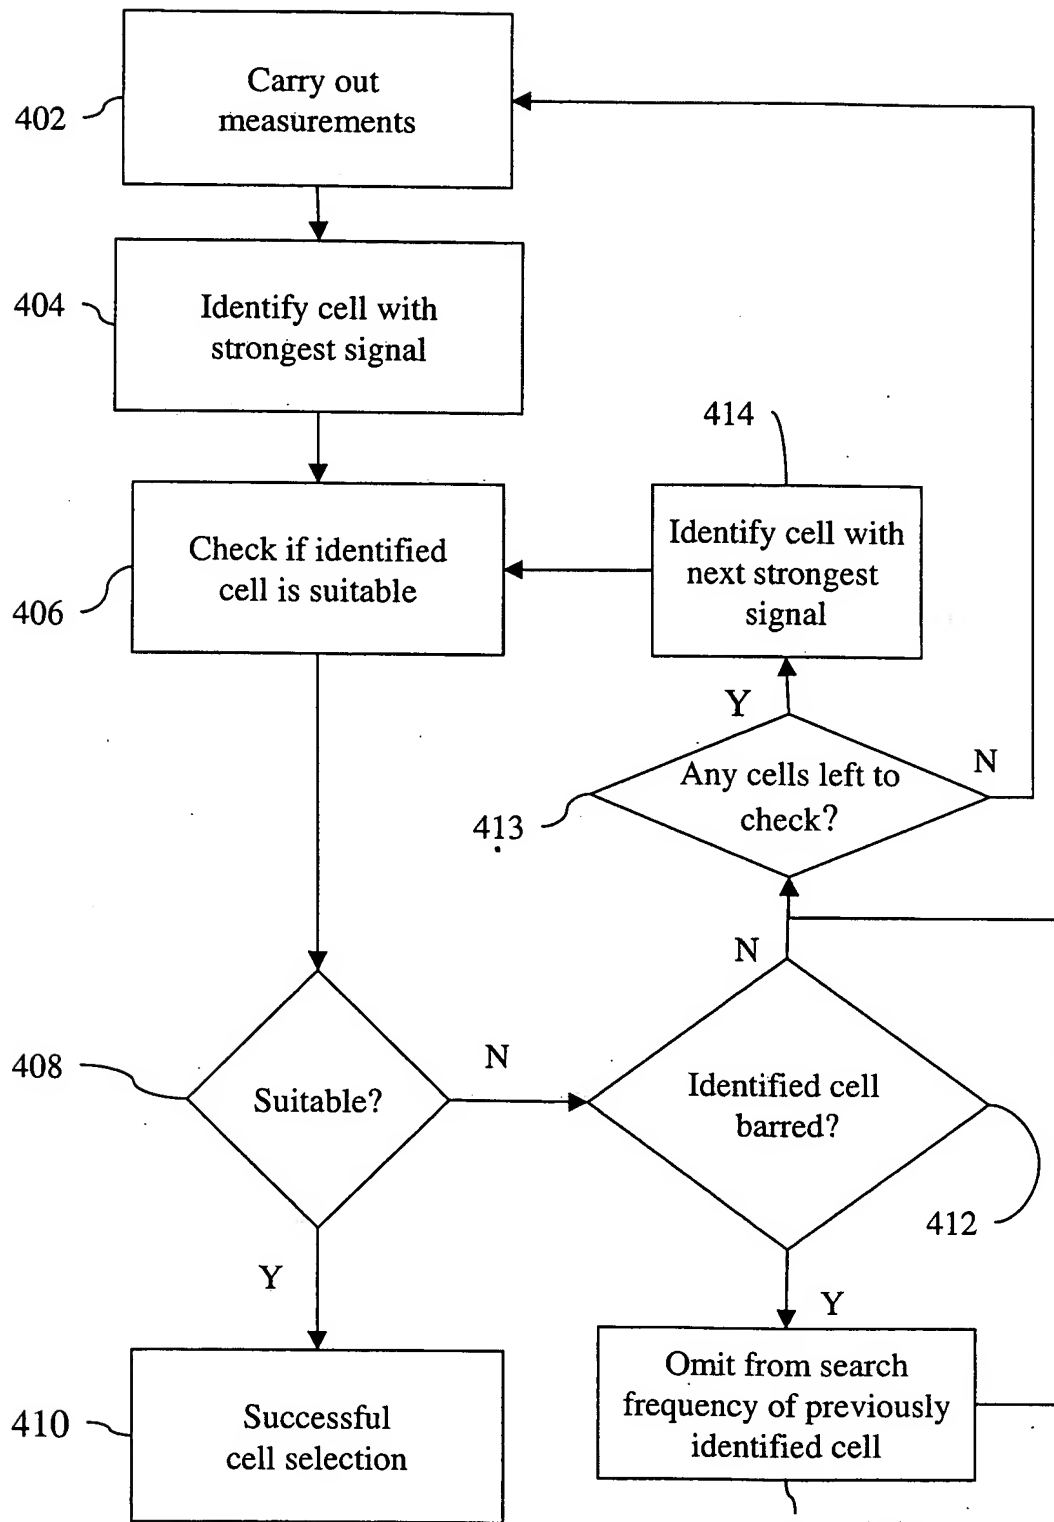 Carry out
measurements
402
404
Identify cell with
strongest signal
414
Check if identified
cell is suitable
406
Identify cell with
next strongest
signal
Y
N
Any cells left to
check?
413
N
408
Suitable?
N
Identified cell
barred?
412
Y
Y
410
Successful
cell selection
Omit from search
frequency of previously
identified cell